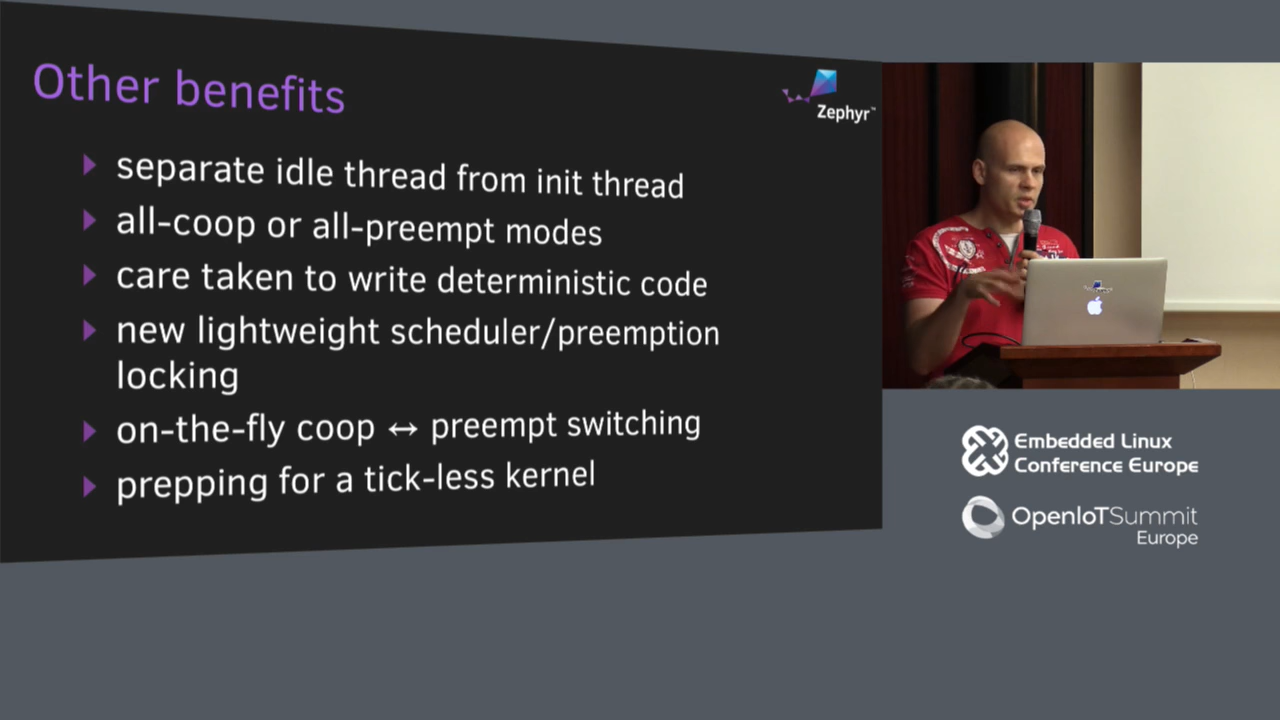 Other benefits
Zephyr™
separate idle thread from init thread
all-coop or all-preempt modes
care taken to write deterministic code
new lightweight scheduler/preemption
locking
on-the-fly coop ↔ preempt switching
prepping for a tick-less kernel
Embedded Linux
Conference Europe
OpenIoTSummit
Europe